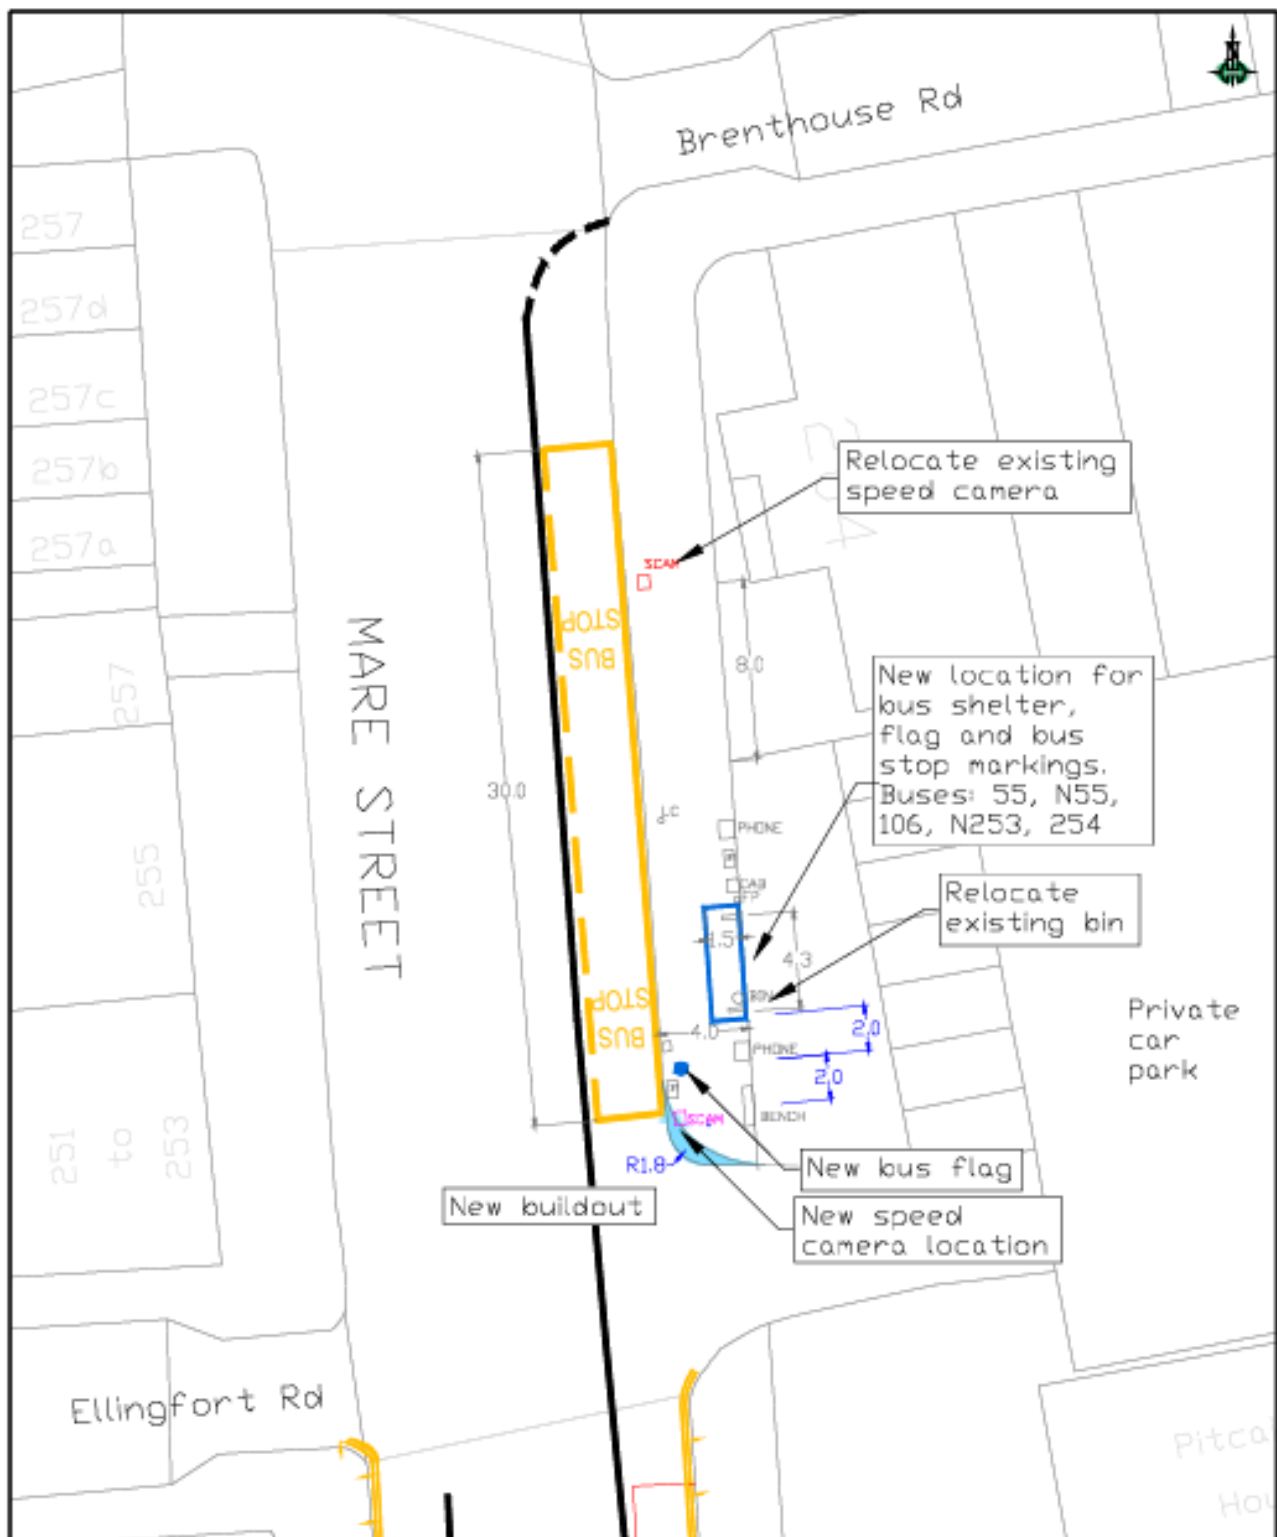 N
Brenthouse Rd
257
257d
257c
257b
257a
Relocate existing
speed camera
SCAM
STOP
BUS
MARE STREET
8.0
257
New location for
bus shelter,
flag and bus
stop markings.
Buses: 55, N55,
106, N253, 254
30.0
LC
PHONE
P
255
CAB
FP
Relocate
existing bin
1.5
4.3
BIN
STOP
BUS
4.0
2.0
Private
car
park
PHONE
2.0
P
SCAM
BENCH
251
to
253
R1.8
New bus flag
New buildout
New speed
camera location
Ellingfort Rd